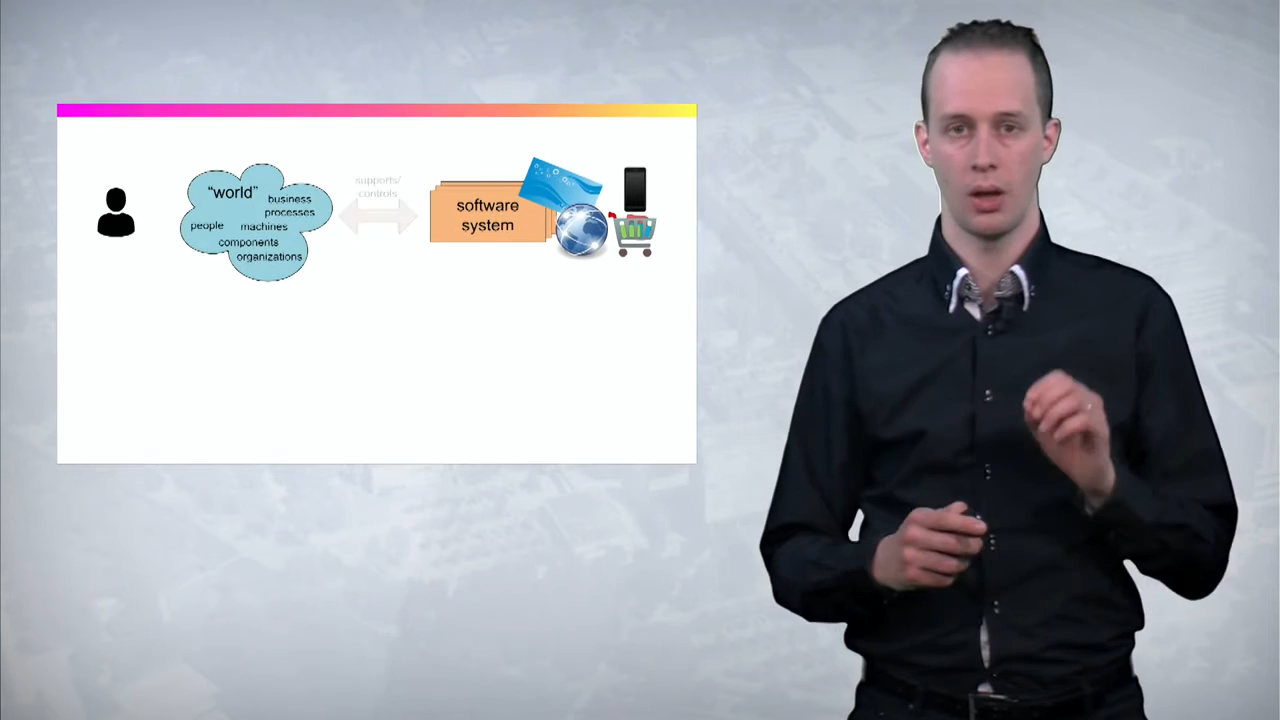 "world"
business
processes
people
machines
components
organizations
supports/
controls
software
system